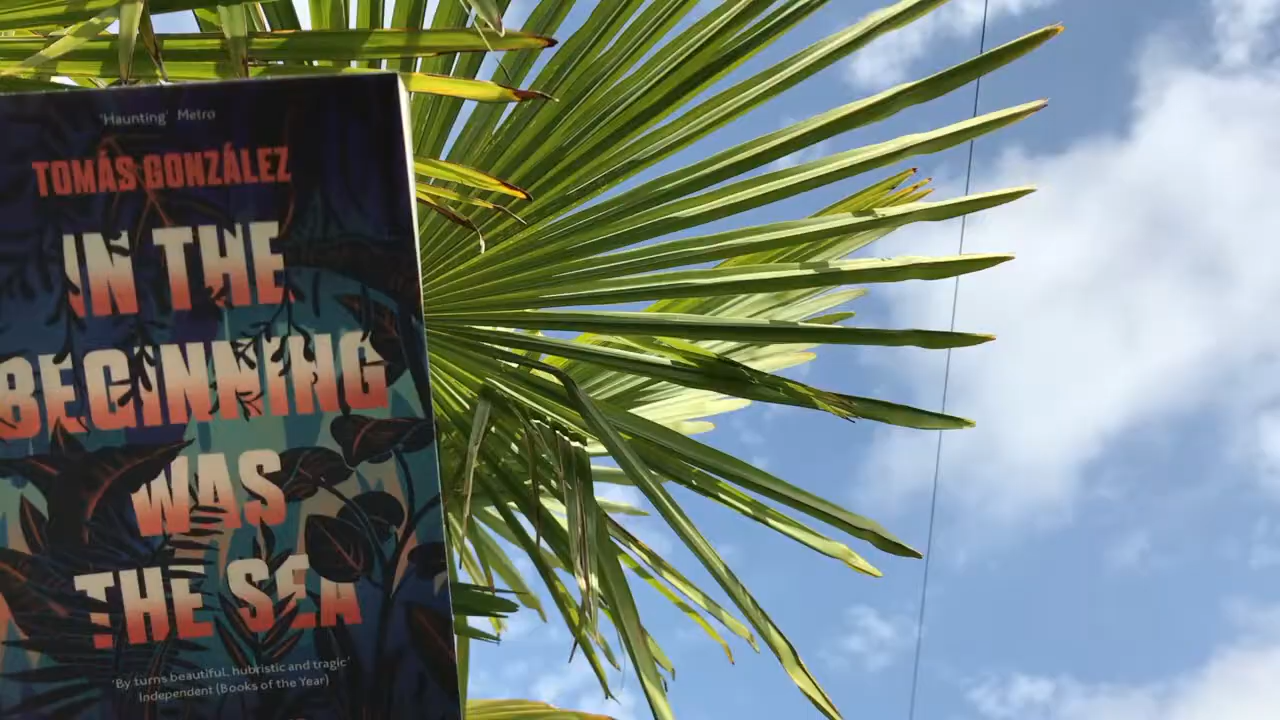 'Haunting' Metro
TOMÁS GONZÁLEZ
IN THE
BEGINNING
WAS
THE SEA
'By turns beautiful, hubristic and tragic'
Independent (Books of the Year)